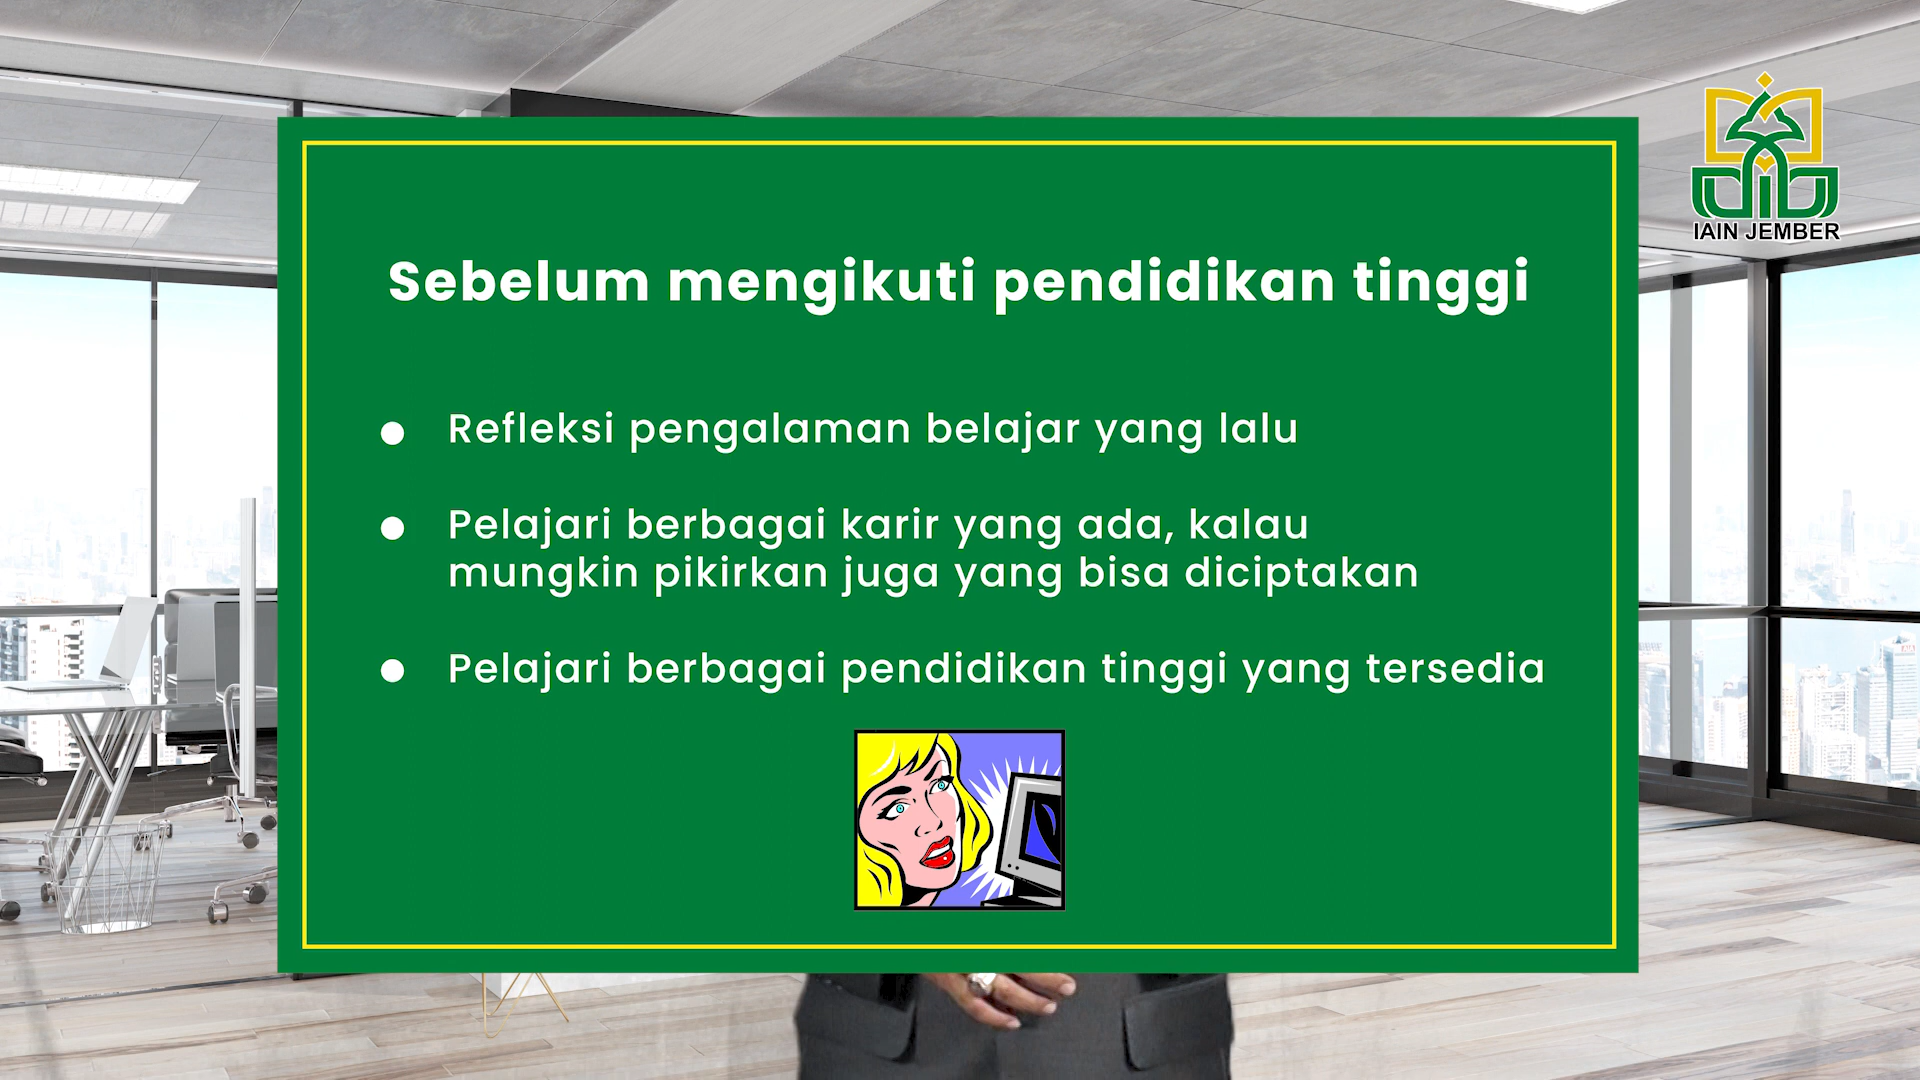 IAIN JEMBER
Sebelum mengikuti pendidikan tinggi
Refleksi pengalaman belajar yang lalu
Pelajari berbagai karir yang ada, kalau
mungkin pikirkan juga yang bisa diciptakan
Pelajari berbagai pendidikan tinggi yang tersedia